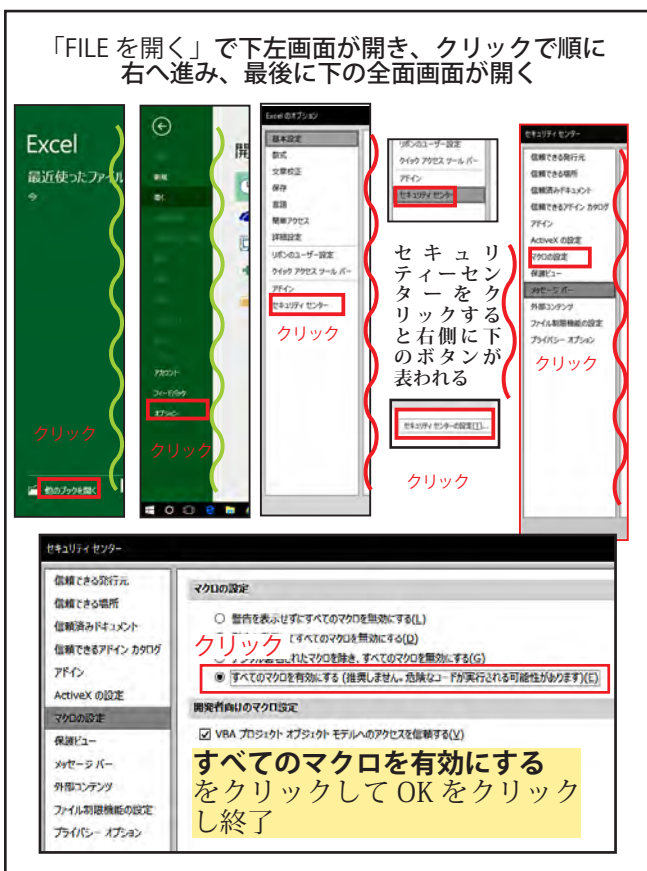 「FILE を開く」で下左画面が開き、クリックで順に
右へ進み、最後に下の全面画面が開く
Excel
最近使ったファイル
今
クリック
他のブックを開く
開
新規
開く
アカウント
フィードバック
オプション
クリック
Excel のオプション
基本設定
数式
文章校正
保存
言語
簡単アクセス
詳細設定
リボンのユーザー設定
クイック アクセス ツール バー
アドイン
セキュリティ センター
クリック
リボンのユーザー設定
クイック アクセス ツール バー
アドイン
セキュリティ センター
セキュリ
ティーセン
ターをク
リックする
と右側に下
のボタンが
表われる
セキュリティ センターの設定(T)...
クリック
セキュリティ センター
信頼できる発行元
信頼できる場所
信頼済みドキュメント
信頼できるアドイン カタログ
アドイン
ActiveX の設定
マクロの設定
保護ビュー
メッセージ バー
外部コンテンツ
ファイル制限機能の設定
プライバシー オプション
クリック
セキュリティ センター
信頼できる発行元
信頼できる場所
信頼済みドキュメント
信頼できるアドイン カタログ
アドイン
ActiveX の設定
マクロの設定
保護ビュー
メッセージ バー
外部コンテンツ
ファイル制限機能の設定
プライバシー オプション
マクロの設定
警告を表示せずにすべてのマクロを無効にする(L)
クリック
てすべてのマクロを無効にする(D)
されたマクロを除き、すべてのマクロを無効にする(G)
すべてのマクロを有効にする (推奨しません。危険なコードが実行される可能性があります)(E)
開発者向けのマクロ設定
VBA プロジェクト オブジェクト モデルへのアクセスを信頼する(V)
すべてのマクロを有効にする
をクリックして OK をクリック
し終了